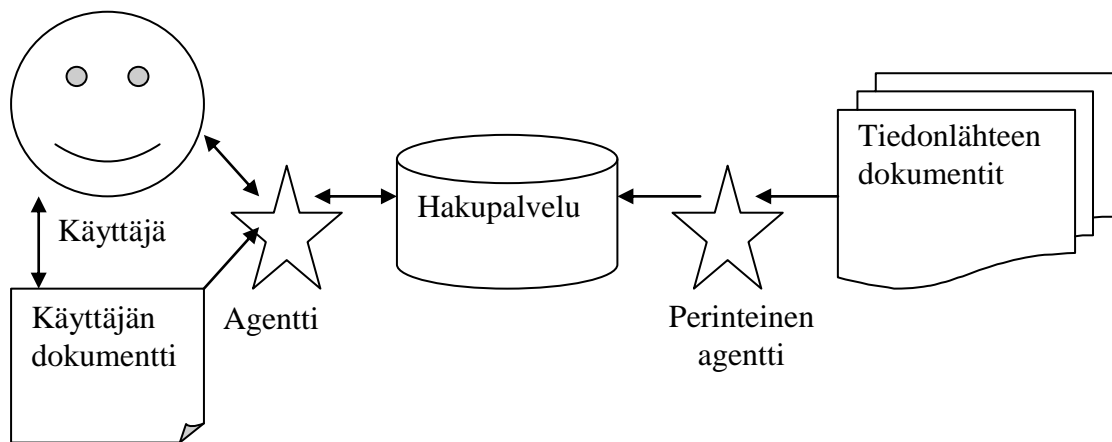 Käyttäjä
Käyttäjän
dokumentti
Agentti
Hakupalvelu
Perinteinen
agentti
Tiedonlähteen
dokumentit